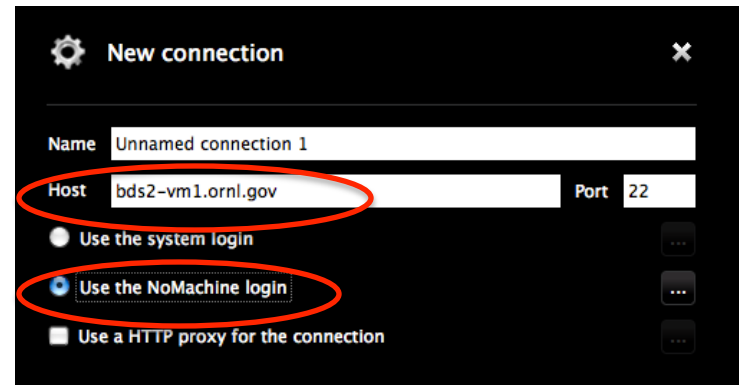 New connection
Name Unnamed connection 1
Host bds2-vm1.ornl.gov Port 22
Use the system login ...
Use the NoMachine login ...
Use a HTTP proxy for the connection ...